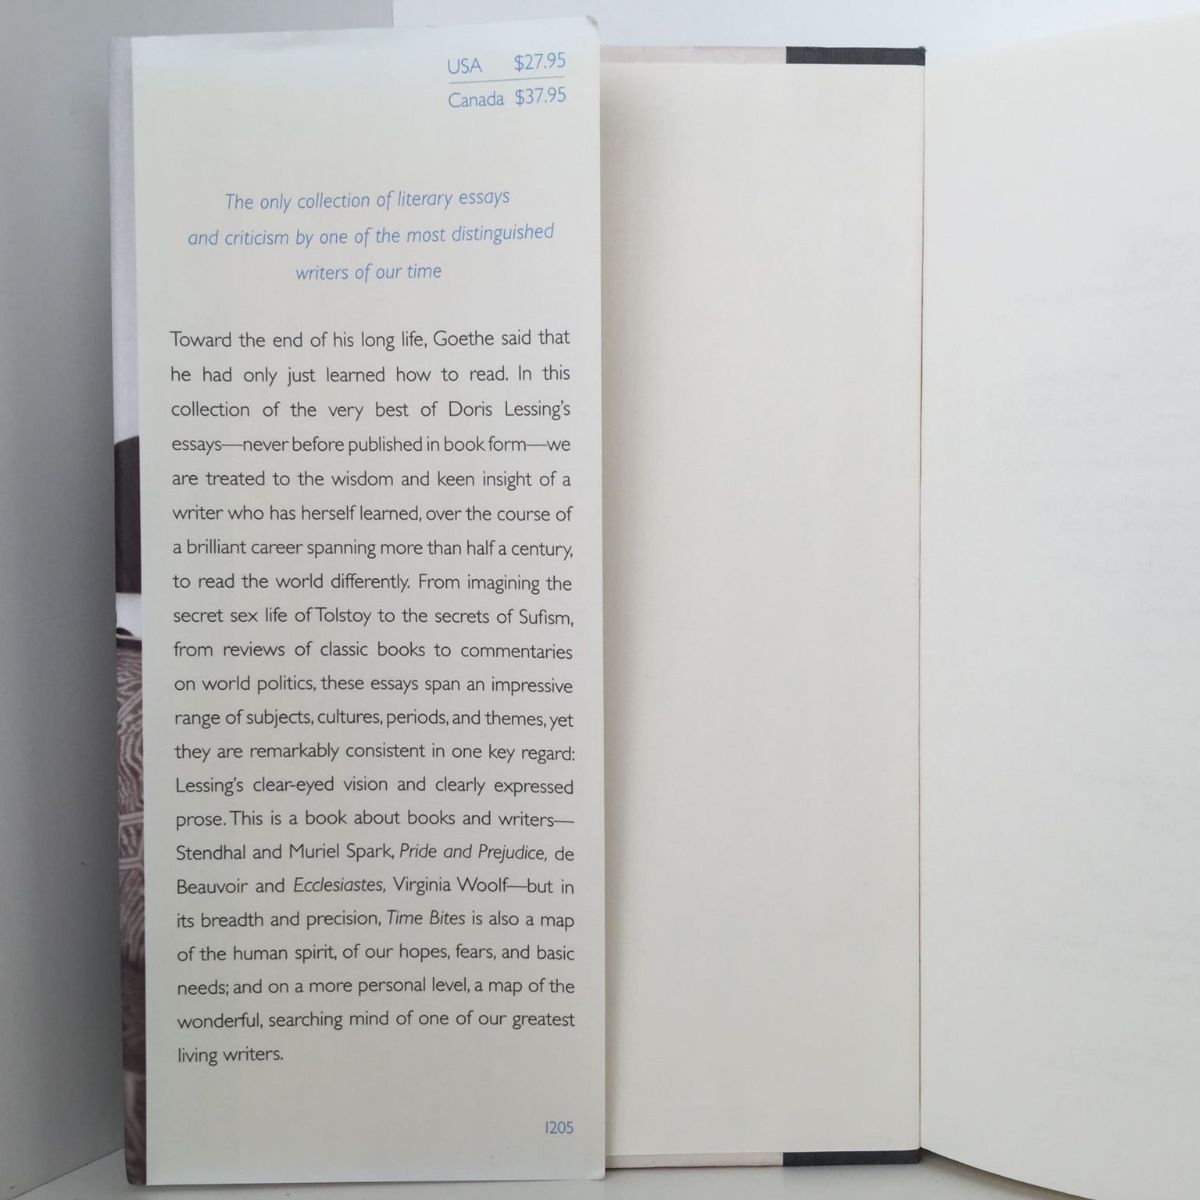 USA $27.95
Canada $37.95
The only collection of literary essays
and criticism by one of the most distinguished
writers of our time
Toward the end of his long life, Goethe said that
he had only just learned how to read. In this
collection of the very best of Doris Lessing's
essays—never before published in book form—we
are treated to the wisdom and keen insight of a
writer who has herself learned, over the course of
a brilliant career spanning more than half a century,
to read the world differently. From imagining the
secret sex life of Tolstoy to the secrets of Sufism,
from reviews of classic books to commentaries
on world politics, these essays span an impressive
range of subjects, cultures, periods, and themes, yet
they are remarkably consistent in one key regard:
Lessing's clear-eyed vision and clearly expressed
prose. This is a book about books and writers—
Stendhal and Muriel Spark, Pride and Prejudice, de
Beauvoir and Ecclesiastes, Virginia Woolf—but in
its breadth and precision, Time Bites is also a map
of the human spirit, of our hopes, fears, and basic
needs; and on a more personal level, a map of the
wonderful, searching mind of one of our greatest
living writers.
1205